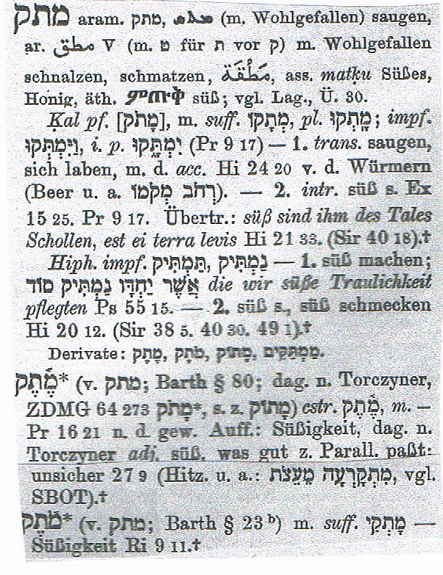 מתק aram. מתק, ܡܬܩ (m. Wohlgefallen) saugen,
ar. مطق V (m. ט für ת vor ק) m. Wohlgefallen
schnalzen, schmatzen, مَطْقَة, ass. matḳu Süßes,
Honig, äth. süß; vgl. Lag., Ü. 30.
Ḳal pf. [מָתֹק], m. suff. מְתָקוֹ, pl. מָתְקוּ; impf.
וַיִּמְתְּקוּ, i. p. יִמְתָּקוּ (Pr 9 17) — 1. trans. saugen,
sich laben, m. d. acc. Hi 24 20 v. d. Würmern
(Beer u. a. רְחֹב מְקֹמוֹ). — 2. intr. süß s. Ex
15 25. Pr 9 17. Übertr.: süß sind ihm des Tales
Schollen, est ei terra levis Hi 21 33. (Sir 40 18).†
Hiph. impf. נַמְתִּיק, תַּמְתִּיק — 1. süß machen;
אֲשֶׁר יַחְדָּו נַמְתִּיק סוֹד die wir süße Traulichkeit
pflegten Ps 55 15. — 2. süß s., süß schmecken
Hi 20 12. (Sir 38 5. 40 30. 49 1).†
Derivate: מָתָק, מֹתֶק, מָתוֹק, מַמְתַּקִּים.
מֶתֶק* (v. מתק; Barth § 80; dag. n. Torczyner,
ZDMG 64 273 מָתֹק*, s. z. מָתוֹק) cstr. מֶתֶק, m. —
Pr 16 21 n. d. gew. Auff.: Süßigkeit, dag. n.
Torczyner adj. süß. was gut z. Parall. paßt:
unsicher 27 9 (Hitz. u. a.: מִתְקָרְעָה מֵעַצֹּת, vgl.
SBOT).†
מֹתֶק* (v. מתק; Barth § 23 b) m. suff. מָתְקִי —
Süßigkeit Ri 9 11.†